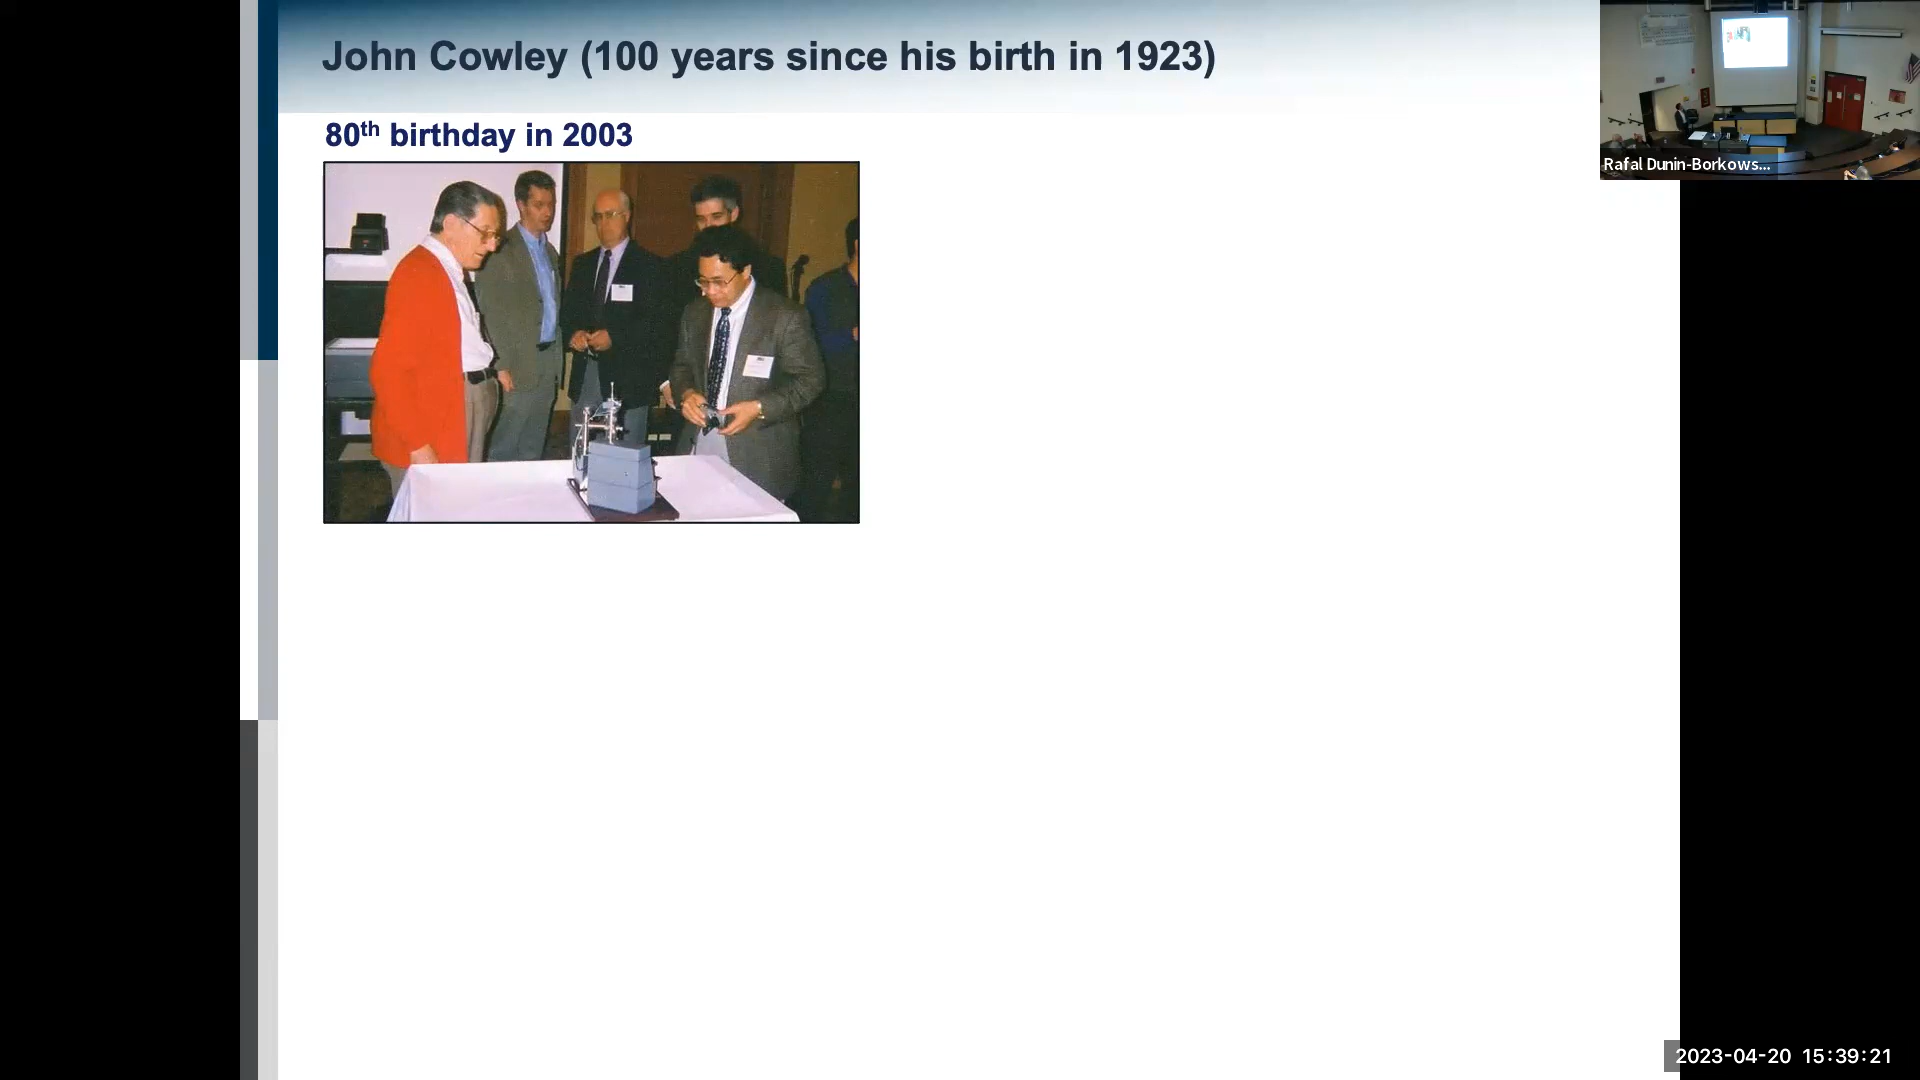 John Cowley (100 years since his birth in 1923)
80th birthday in 2003
Rafal Dunin-Borkows...
2023-04-20 15:39:21